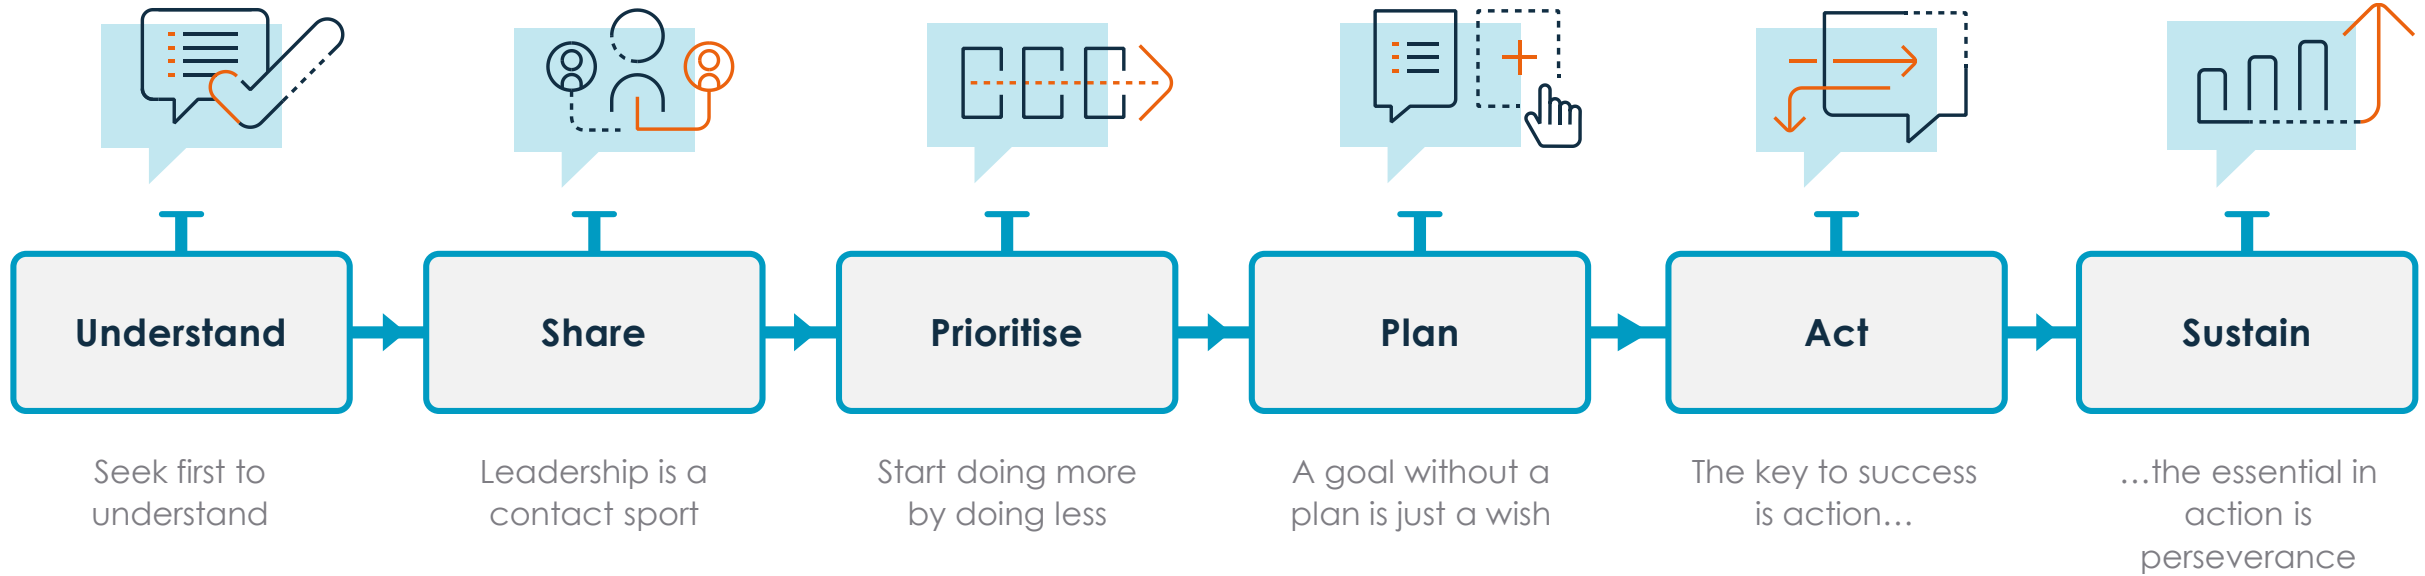 Understand
Share
Prioritise
Plan
Act
Sustain
Seek first to
understand
Leadership is a
contact sport
Start doing more
by doing less
A goal without a
plan is just a wish
The key to success
is action...
...the essential in
action is
perseverance